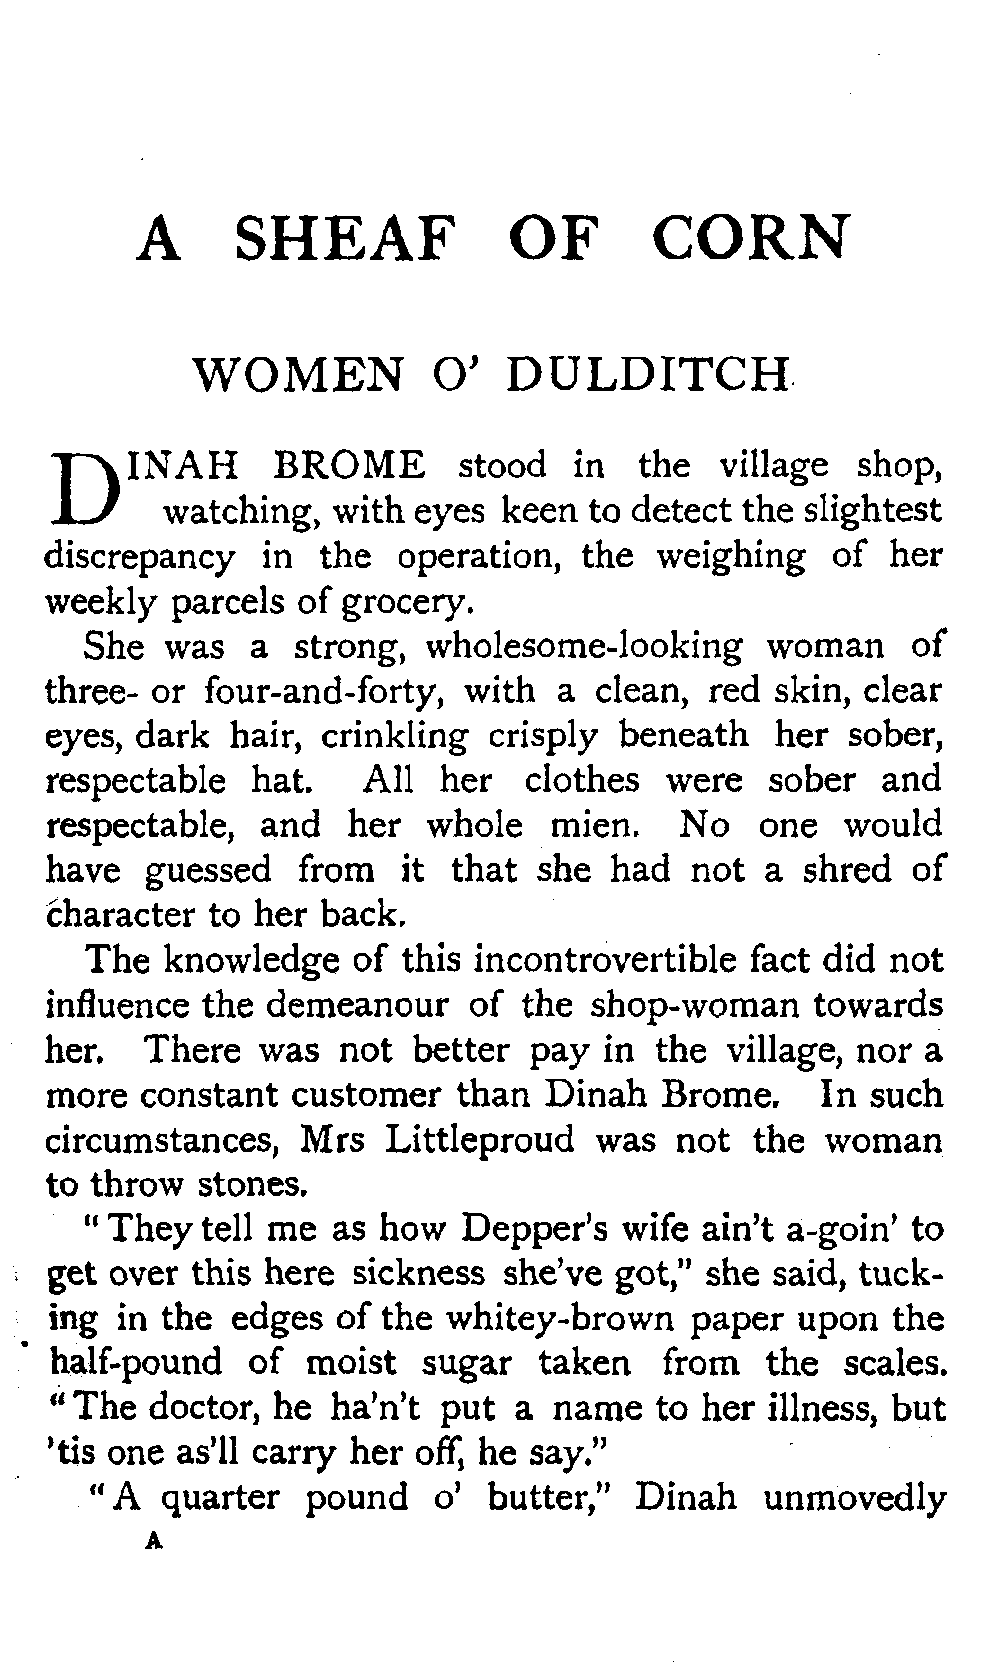 A SHEAF OF CORN
WOMEN O' DULDITCH
DINAH BROME stood in the village shop,
watching, with eyes keen to detect the slightest
discrepancy in the operation, the weighing of her
weekly parcels of grocery.
She was a strong, wholesome-looking woman of
three- or four-and-forty, with a clean, red skin, clear
eyes, dark hair, crinkling crisply beneath her sober,
respectable hat. All her clothes were sober and
respectable, and her whole mien. No one would
have guessed from it that she had not a shred of
character to her back.
The knowledge of this incontrovertible fact did not
influence the demeanour of the shop-woman towards
her. There was not better pay in the village, nor a
more constant customer than Dinah Brome. In such
circumstances, Mrs Littleproud was not the woman
to throw stones.
"They tell me as how Depper's wife ain't a-goin' to
get over this here sickness she've got," she said, tuck-
ing in the edges of the whitey-brown paper upon the
half-pound of moist sugar taken from the scales.
"The doctor, he ha'n't put a name to her illness, but
'tis one as'll carry her off, he say."
"A quarter pound o' butter," Dinah unmovedly
A